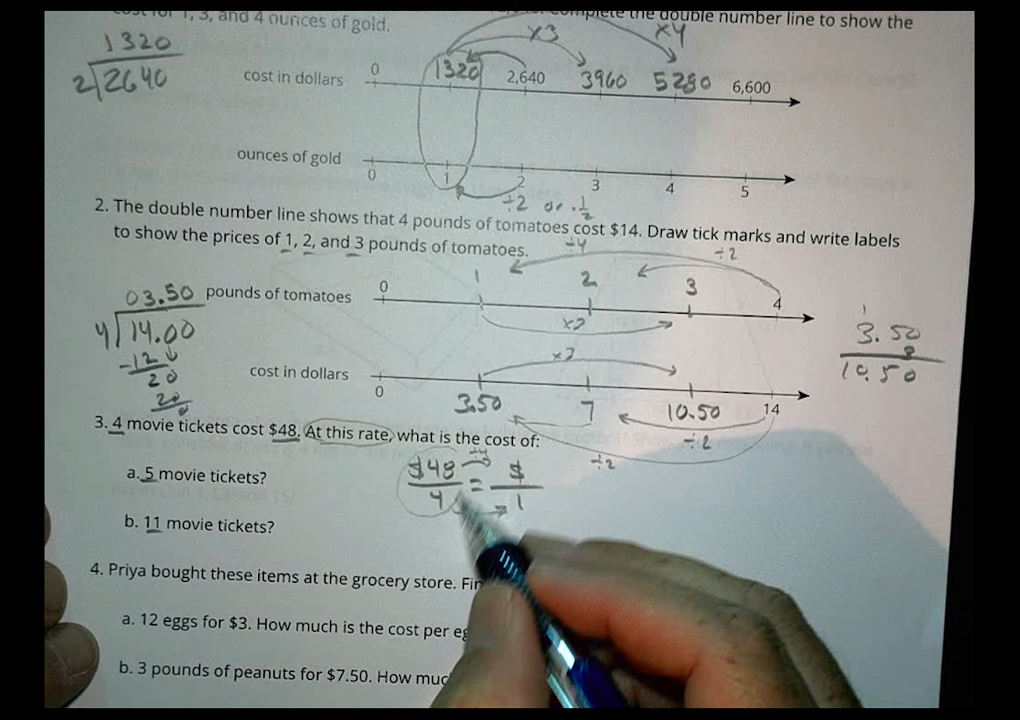 cost for 1, 3, and 4 ounces of gold. complete the double number line to show the
1320
2 2640
x3 x4
cost in dollars 0 1320 2,640 3960 5280 6,600
ounces of gold 0 1 2 3 4 5
÷2 or · 1/2
2. The double number line shows that 4 pounds of tomatoes cost $14. Draw tick marks and write labels
to show the prices of 1, 2, and 3 pounds of tomatoes.
÷4 ÷2
pounds of tomatoes 0 1 2 3 4
x2
03.50
4 14.00
-12
20
20
0
1
3.50
3
10.50
cost in dollars 0 3.50 7 10.50 14
÷2
÷2
3. 4 movie tickets cost $48. At this rate, what is the cost of:
a. 5 movie tickets?
÷4
$48 = $
4 1
b. 11 movie tickets?
4. Priya bought these items at the grocery store. Fin
a. 12 eggs for $3. How much is the cost per eg
b. 3 pounds of peanuts for $7.50. How muc